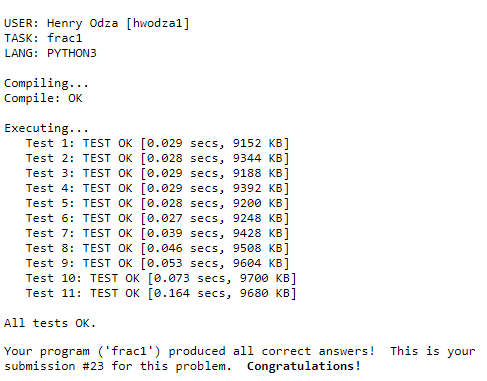 USER: Henry Odza [hwodza1]
TASK: frac1
LANG: PYTHON3
Compiling...
Compile: OK
Executing...
Test 1: TEST OK [0.029 secs, 9152 KB]
Test 2: TEST OK [0.028 secs, 9344 KB]
Test 3: TEST OK [0.029 secs, 9188 KB]
Test 4: TEST OK [0.029 secs, 9392 KB]
Test 5: TEST OK [0.028 secs, 9200 KB]
Test 6: TEST OK [0.027 secs, 9248 KB]
Test 7: TEST OK [0.039 secs, 9428 KB]
Test 8: TEST OK [0.046 secs, 9508 KB]
Test 9: TEST OK [0.053 secs, 9604 KB]
Test 10: TEST OK [0.073 secs, 9700 KB]
Test 11: TEST OK [0.164 secs, 9680 KB]
All tests OK.
Your program ('frac1') produced all correct answers!  This is your
submission #23 for this problem.  Congratulations!